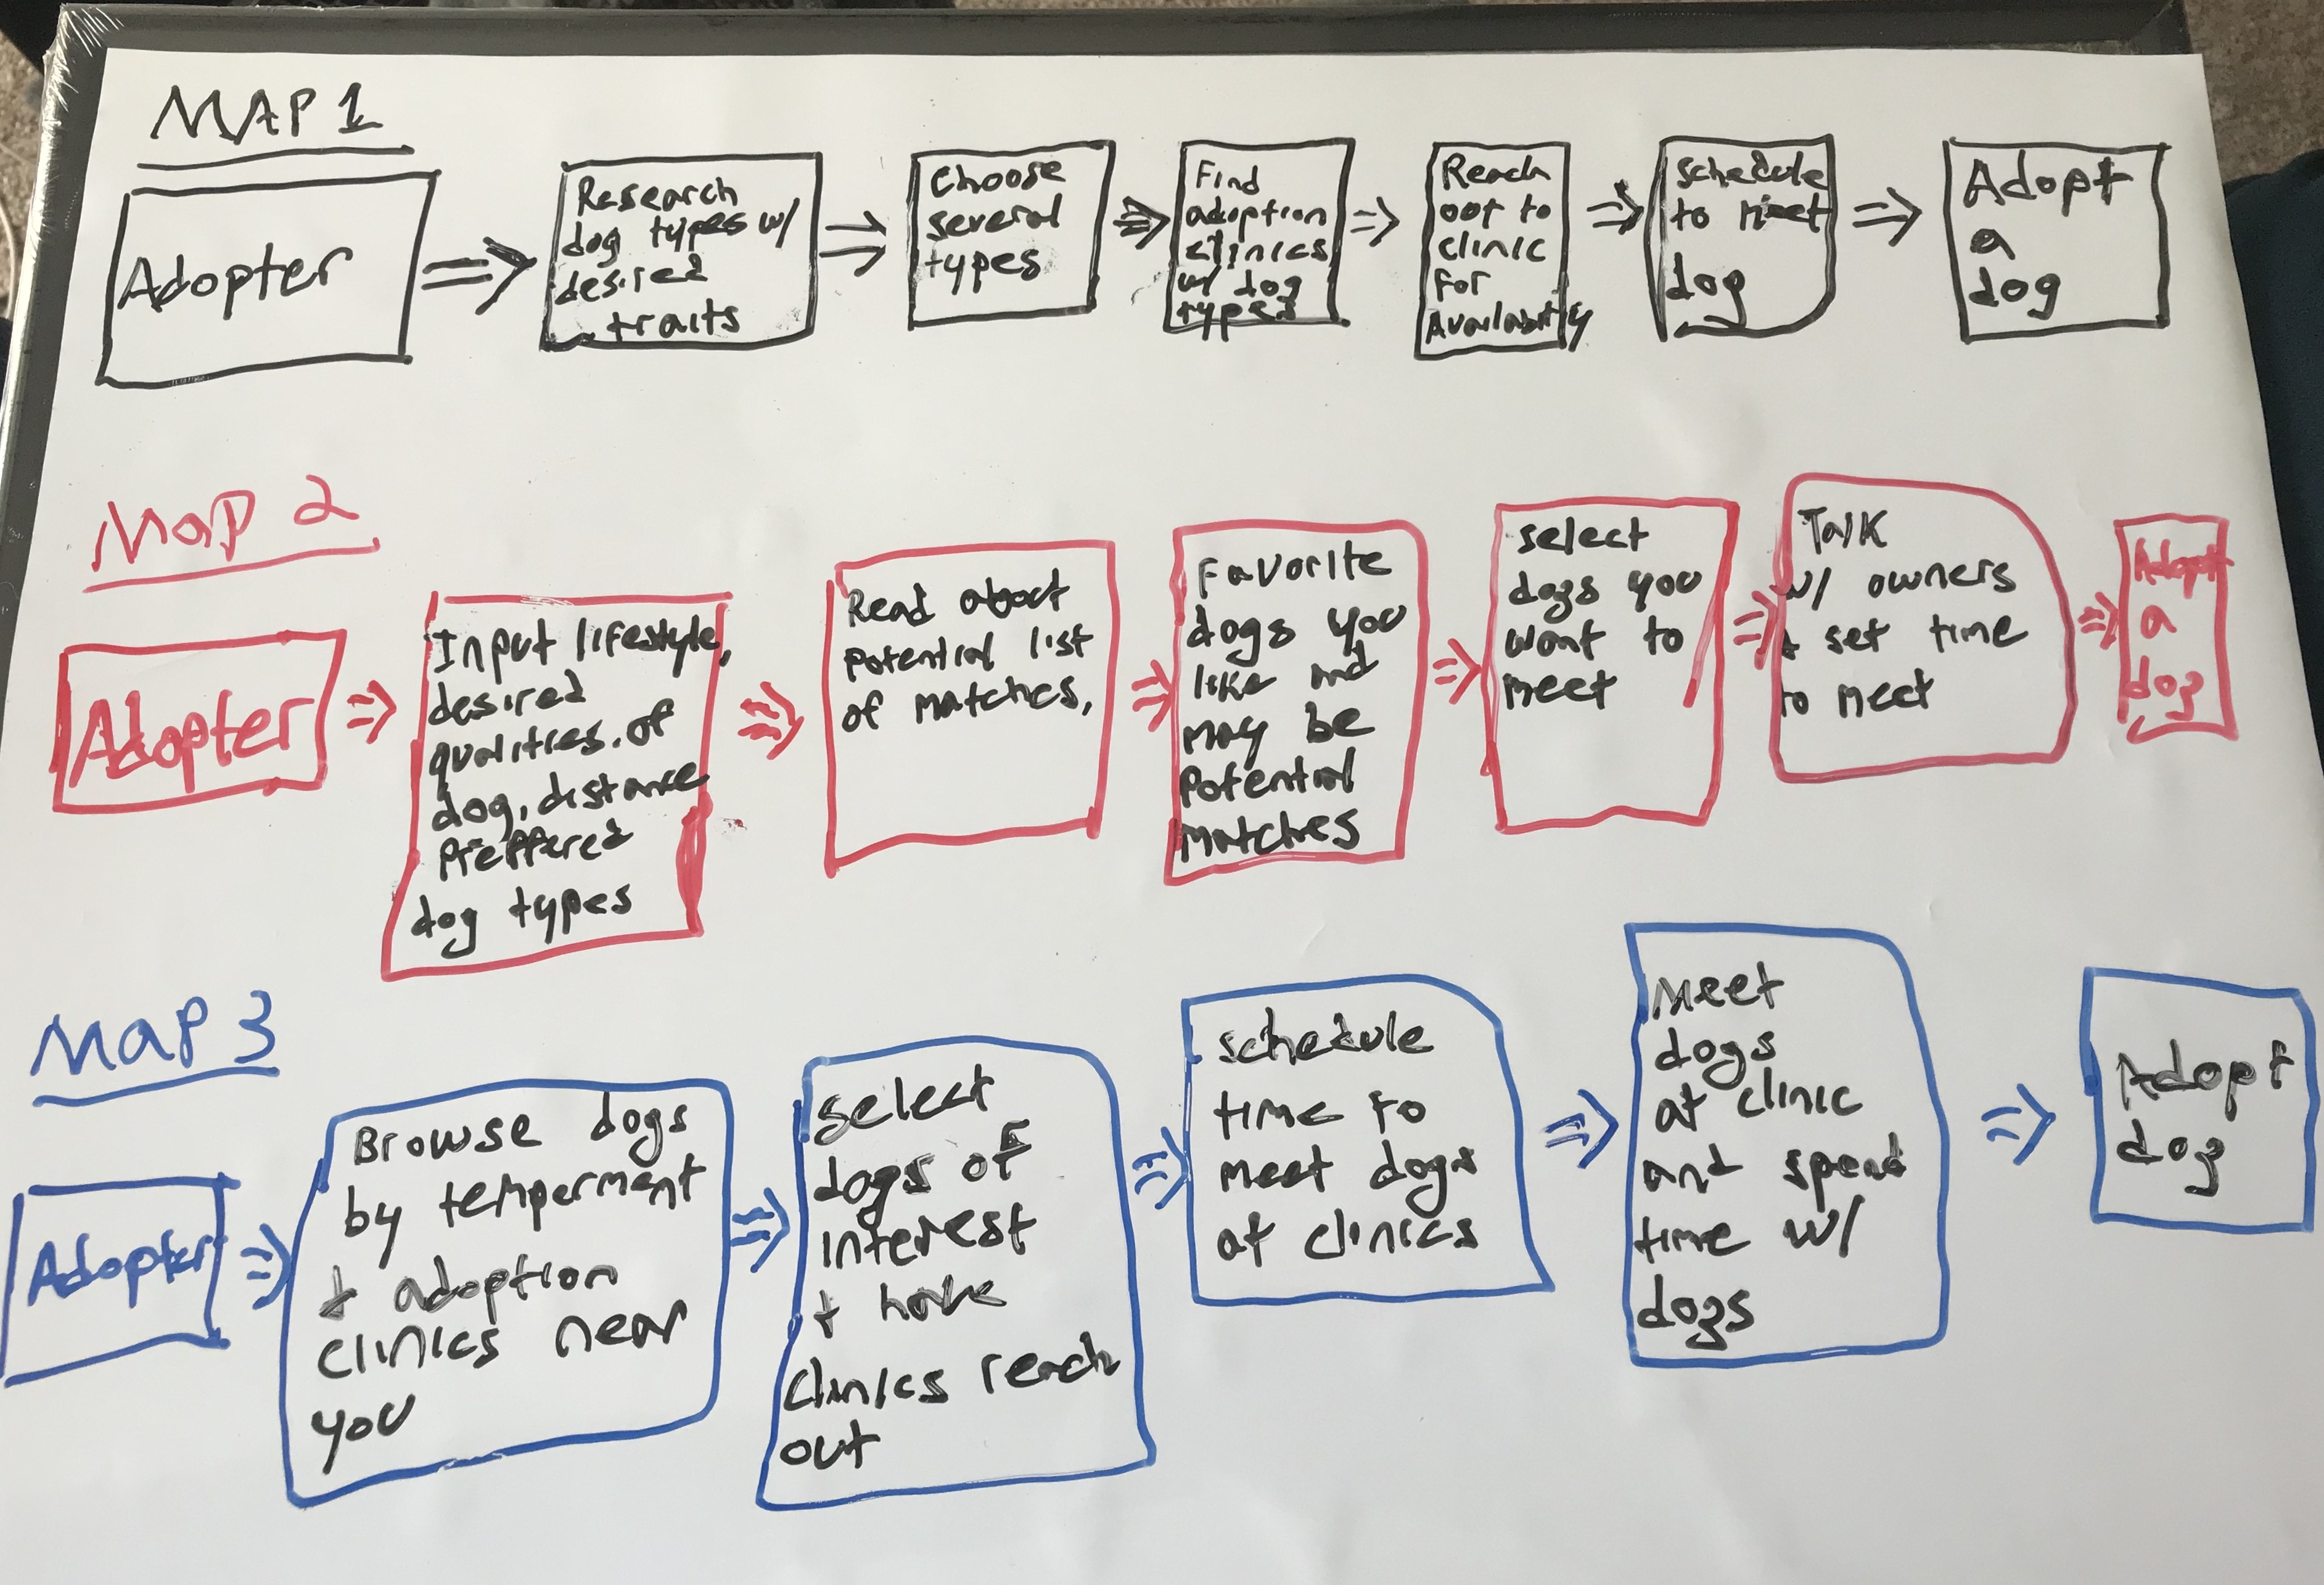 MAP 1
Adopter
Research
dog types w/
desired
traits
Choose
several
types
Find
adoption
clinics
w/ dog
types
Reach
oot to
clinic
for
Availability
schedule
to meet
dog
Adopt
a
dog
Map 2
Adopter
Input lifestyle,
desired
qualities of
dog, distance
Preffered
dog types
Read about
potential list
of matches,
Favorite
dogs you
like and
may be
Potential
Matches
select
dogs you
want to
meet
Talk
w/ owners
+ set time
to meet
Adopt
a
dog
MAP 3
Adopter
Browse dogs
by temperment
+ adoption
clinics near
you
select
dogs of
interest
+ have
clinics reach
out
schedule
time to
meet dogs
at clinics
Meet
dogs
at clinic
and spend
time w/
dogs
Adopt
dog